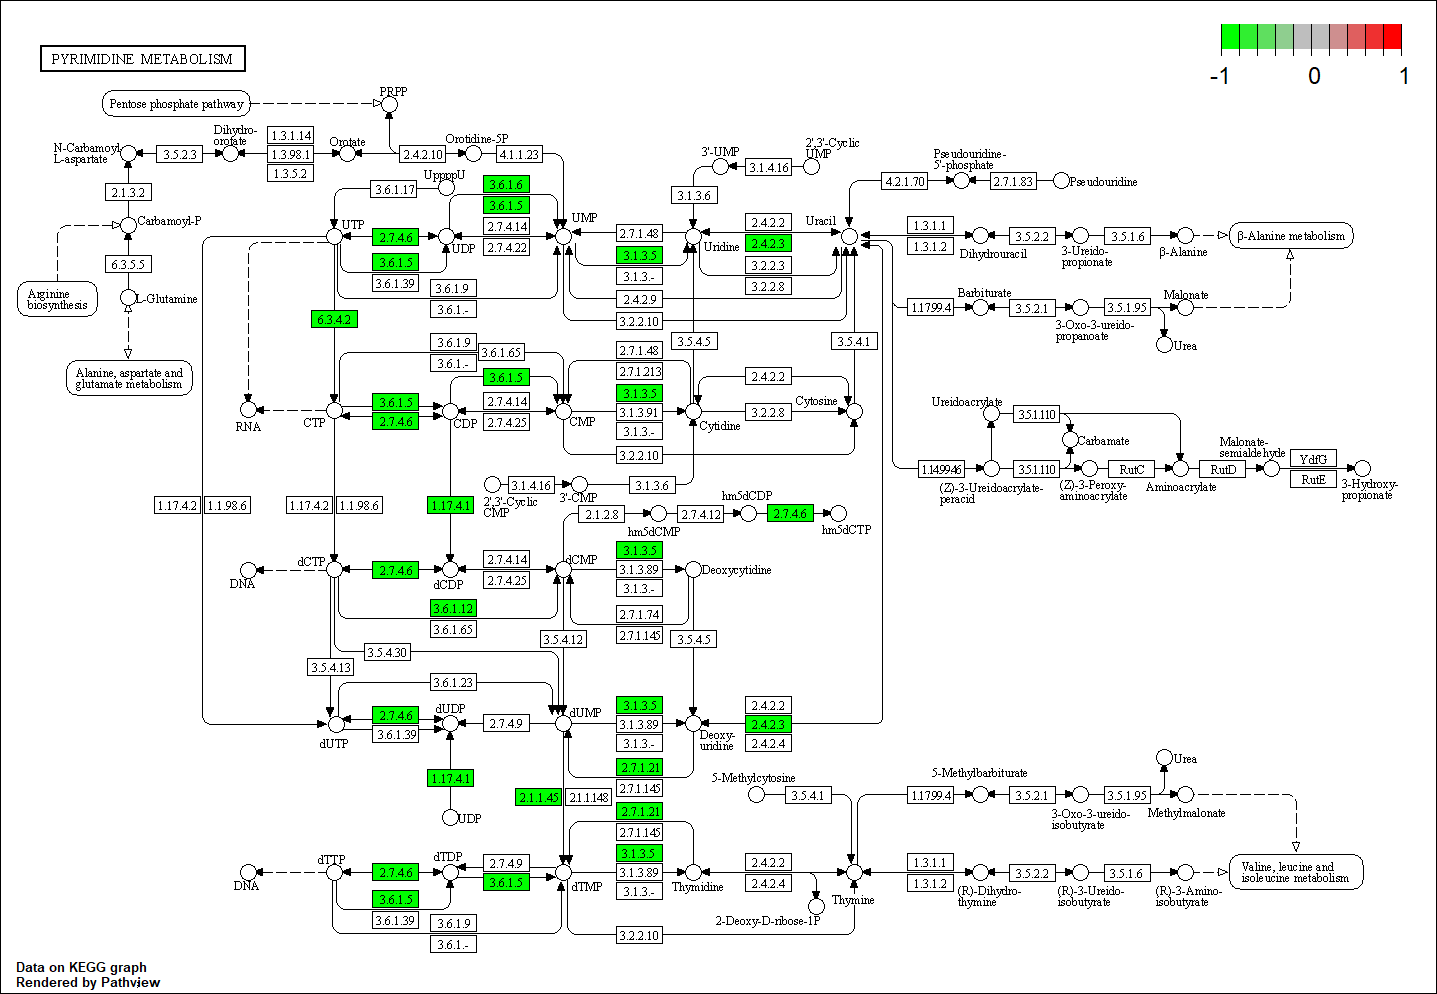 PYRIMIDINE METABOLISM
-1
0
1
Pentose phosphate pathway
PRPP
N-Carbamoyl-
L-aspartate
3.5.2.3
Dihydro-
orotate
1.3.1.14
1.3.98.1
1.3.5.2
Orotate
2.4.2.10
Orotidine-5P
4.1.1.23
2.1.3.2
Carbamoyl-P
6.3.5.5
L-Glutamine
Arginine
biosynthesis
Alanine, aspartate and
glutamate metabolism
UppppU
3.6.1.17
3.6.1.6
3.6.1.5
2.7.4.14
2.7.4.22
UTP
2.7.4.6
UDP
3.6.1.5
3.6.1.39
3.6.1.9
3.6.1.-
UMP
2.7.1.48
3.1.3.5
3.1.3.-
2.4.2.9
3.2.2.10
3'-UMP
3.1.4.16
2',3'-Cyclic
UMP
3.1.3.6
Uridine
2.4.2.2
2.4.2.3
3.2.2.3
3.2.2.8
Uracil
4.2.1.70
Pseudouridine-
5'-phosphate
2.7.1.83
Pseudouridine
1.3.1.1
1.3.1.2
Dihydrouracil
3.5.2.2
3-Ureido-
propionate
3.5.1.6
β-Alanine
β-Alanine metabolism
1.1.99.4
Barbiturate
3.5.2.1
3-Oxo-3-ureido-
propanoate
3.5.1.95
Malonate
Urea
6.3.4.2
3.6.1.9
3.6.1.-
3.6.1.65
2.7.1.48
2.7.1.213
3.5.4.5
3.5.4.1
RNA
CTP
3.6.1.5
2.7.4.6
CDP
3.6.1.5
2.7.4.14
2.7.4.25
CMP
3.1.3.5
3.1.3.91
3.1.3.-
3.2.2.10
Cytidine
2.4.2.2
3.2.2.8
Cytosine
Ureidoacrylate
3.5.1.110
Carbamate
1.14.99.46
(Z)-3-Ureidoacrylate-
peracid
3.5.1.110
(Z)-3-Peroxy-
aminoacrylate
RutC
Aminoacrylate
RutD
Malonate-
semialdehyde
YdfG
RutE
3-Hydroxy-
propionate
1.17.4.2
1.1.98.6
1.17.4.2
1.1.98.6
1.17.4.1
2',3'-Cyclic
CMP
3.1.4.16
3'-CMP
3.1.3.6
2.1.2.8
hm5dCMP
2.7.4.12
hm5dCDP
2.7.4.6
hm5dCTP
DNA
dCTP
2.7.4.6
dCDP
2.7.4.14
2.7.4.25
dCMP
3.1.3.5
3.1.3.89
3.1.3.-
Deoxycytidine
3.6.1.12
3.6.1.65
2.7.1.74
2.7.1.145
3.5.4.12
3.5.4.5
3.5.4.30
3.5.4.13
3.6.1.23
dUTP
2.7.4.6
3.6.1.39
dUDP
2.7.4.9
dUMP
3.1.3.5
3.1.3.89
3.1.3.-
Deoxy-
uridine
2.4.2.2
2.4.2.3
2.4.2.4
1.17.4.1
UDP
2.7.1.21
2.7.1.145
2.1.1.45
2.1.1.148
2.7.1.21
2.7.1.145
5-Methylcytosine
3.5.4.1
5-Methylbarbiturate
1.1.99.4
3.5.2.1
3-Oxo-3-ureido-
isobutyrate
3.5.1.95
Urea
Methylmalonate
DNA
dTTP
2.7.4.6
dTDP
2.7.4.9
3.6.1.5
dTMP
3.1.3.5
3.1.3.89
3.1.3.-
Thymidine
2.4.2.2
2.4.2.4
2-Deoxy-D-ribose-1P
Thymine
1.3.1.1
1.3.1.2
(R)-Dihydro-
thymine
3.5.2.2
(R)-3-Ureido-
isobutyrate
3.5.1.6
(R)-3-Amino-
isobutyrate
Valine, leucine and
isoleucine metabolism
3.6.1.5
3.6.1.39
3.6.1.9
3.6.1.-
3.2.2.10
Data on KEGG graph
Rendered by Pathview